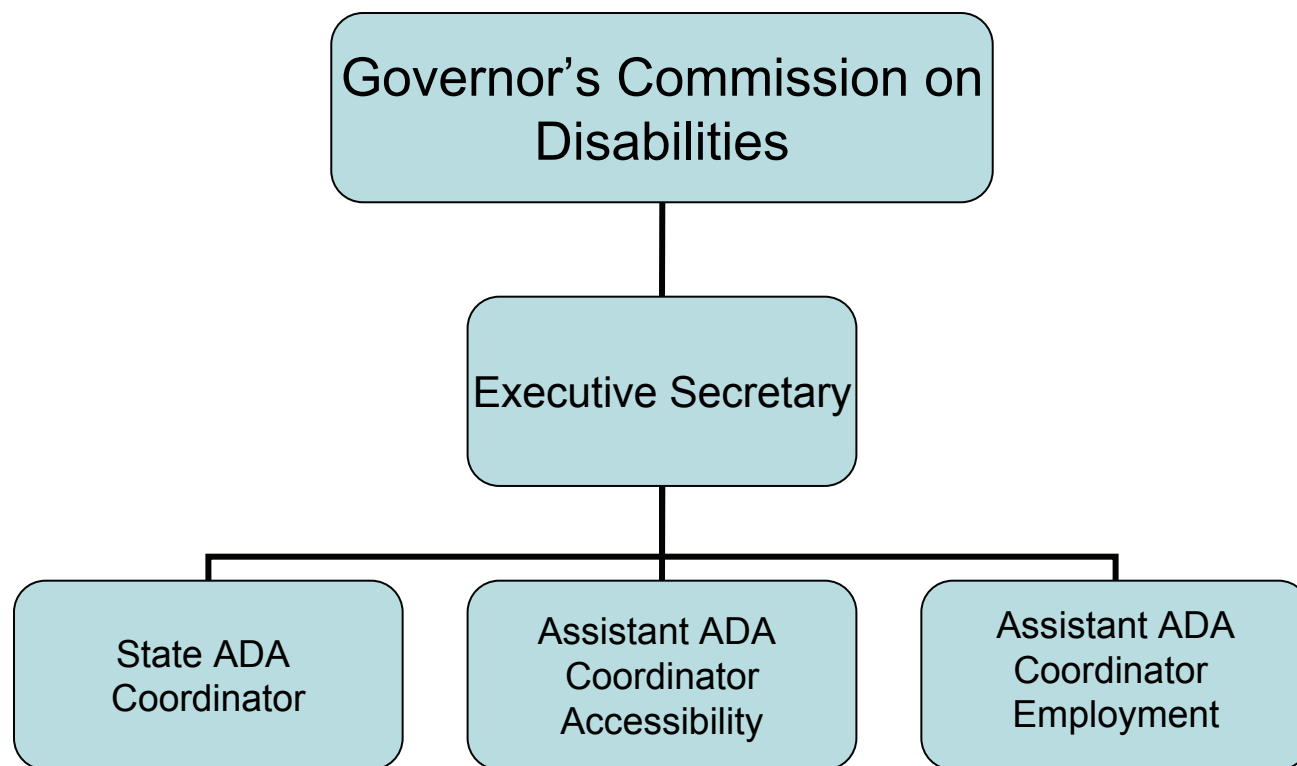 Governor’s Commission on
Disabilities
Executive Secretary
State ADA
Coordinator
Assistant ADA
Coordinator
Accessibility
Assistant ADA
Coordinator
Employment